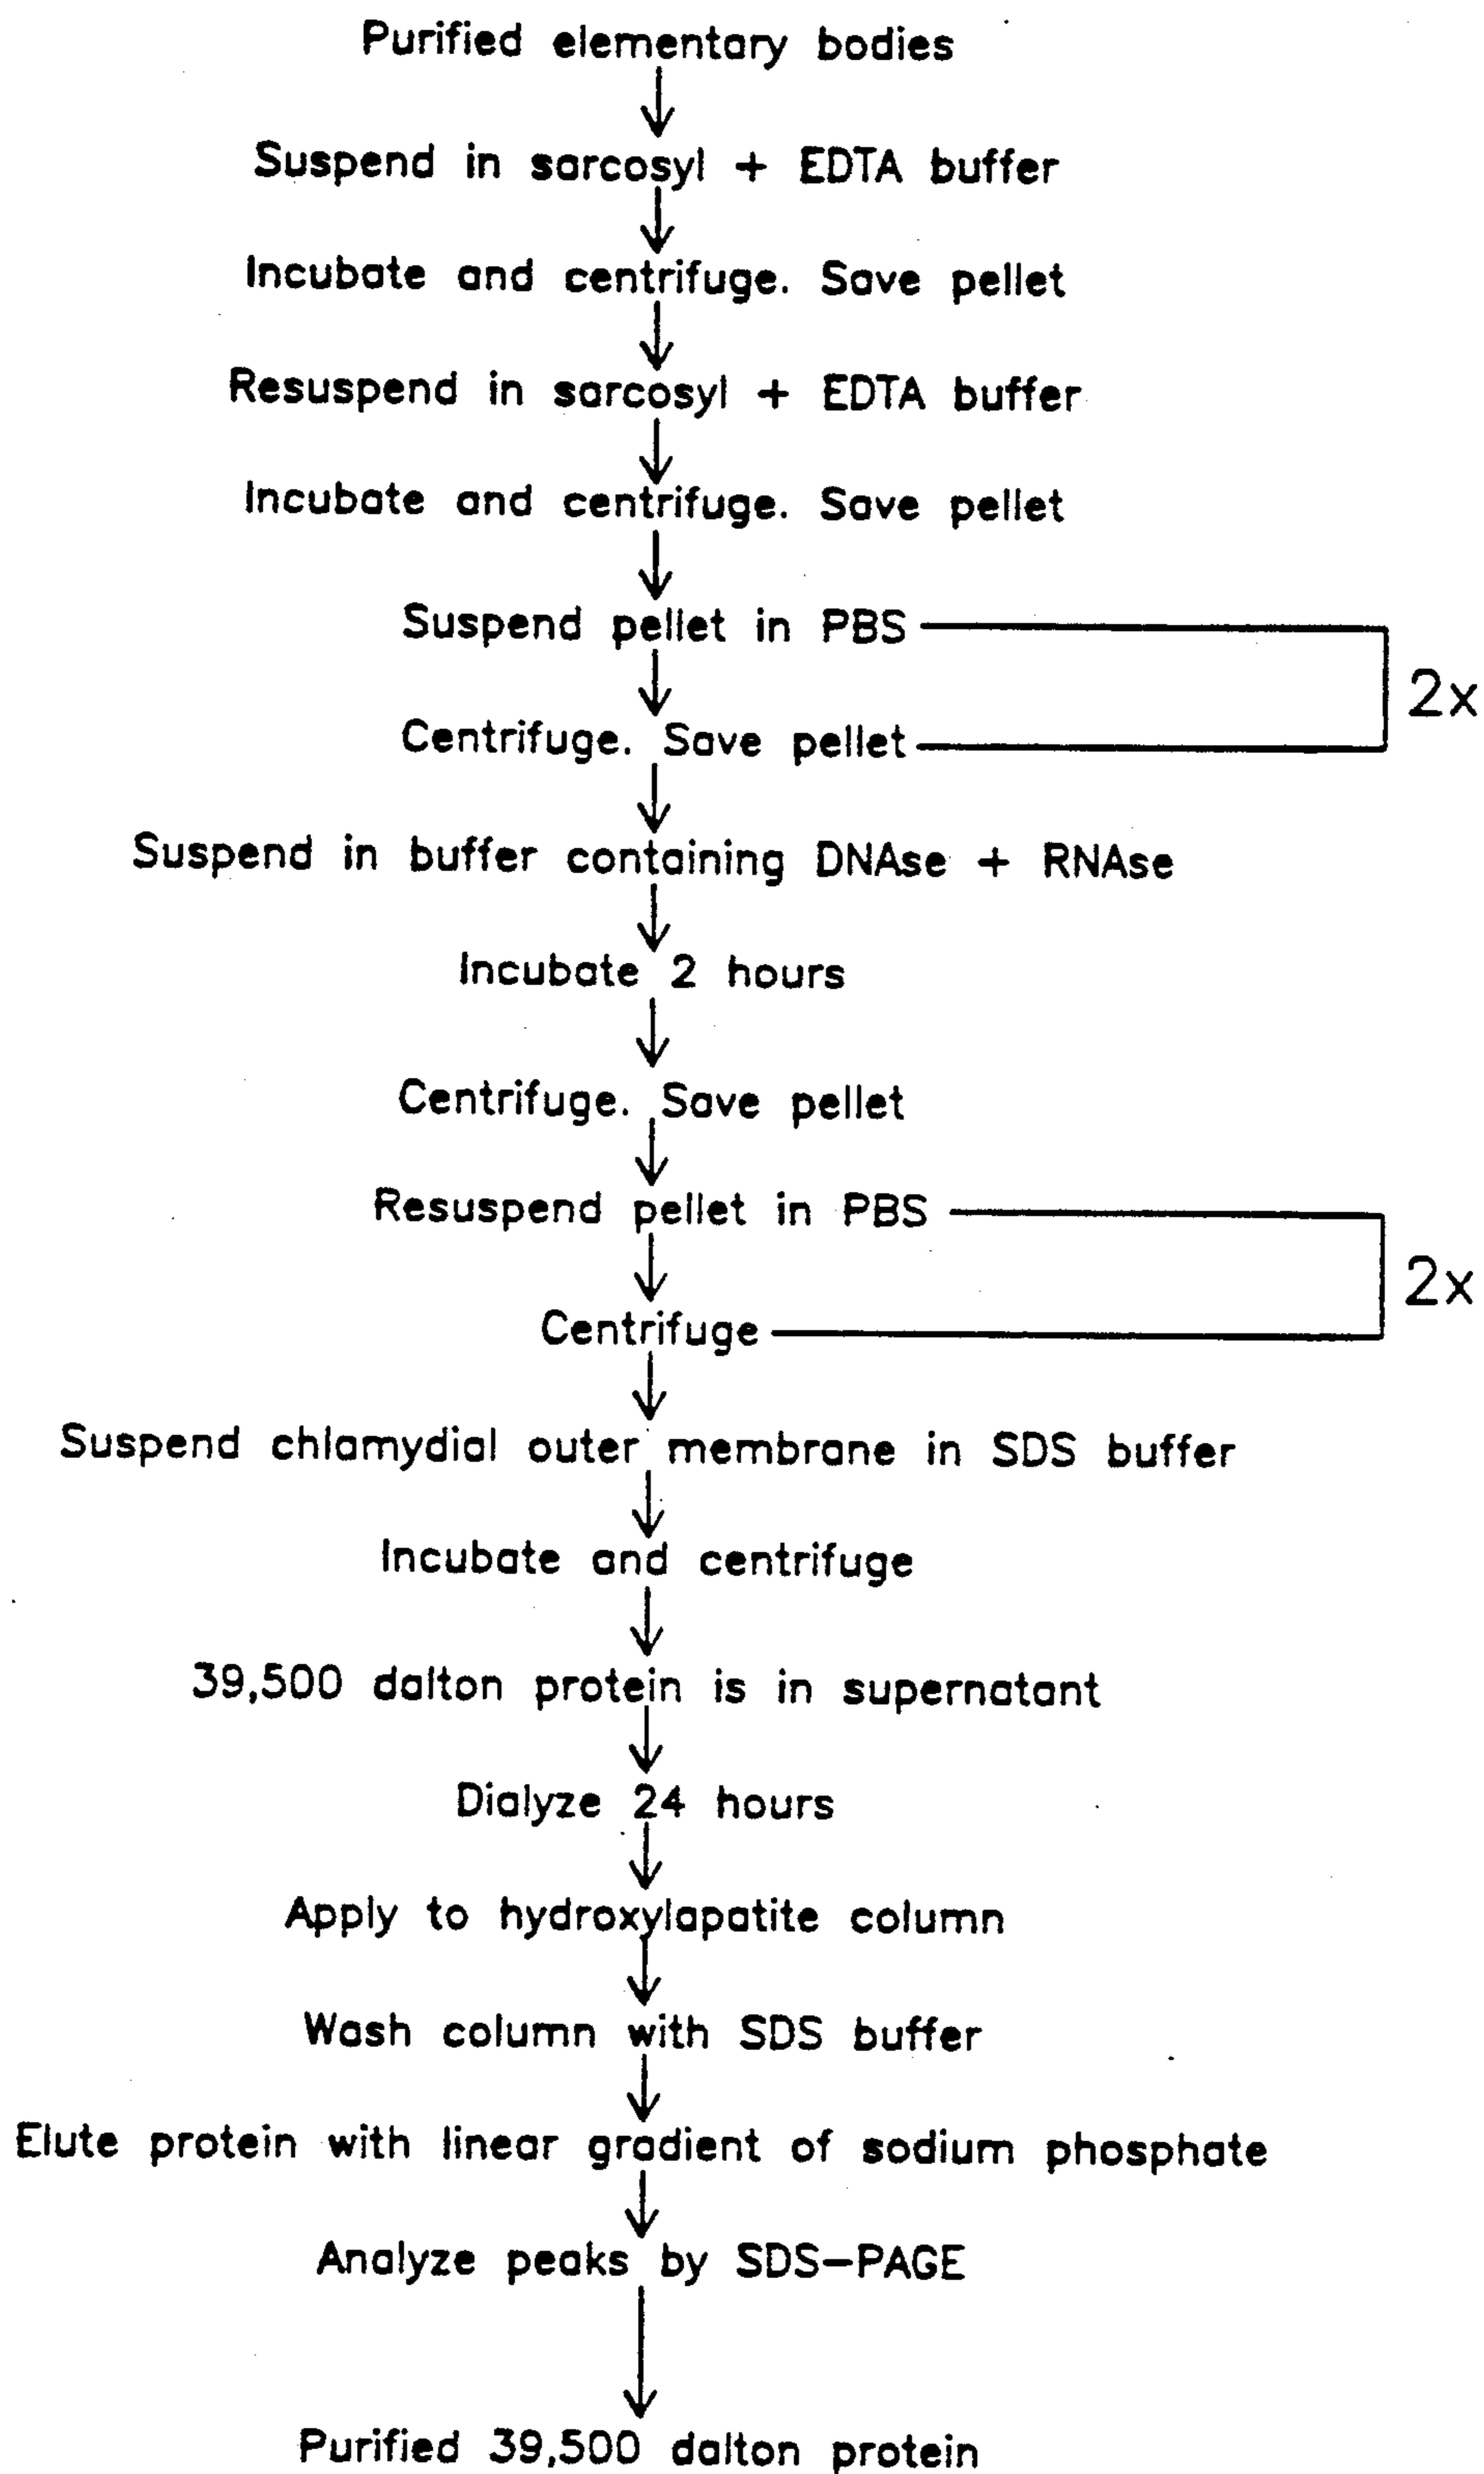 Purified elementary bodies
Suspend in sarcosyl + EDTA buffer
Incubate and centrifuge. Save pellet
Resuspend in sarcosyl + EDTA buffer
Incubate and centrifuge. Save pellet
Suspend pellet in PBS
2x
Centrifuge. Save pellet
Suspend in buffer containing DNAse + RNAse
Incubate 2 hours
Centrifuge. Save pellet
Resuspend pellet in PBS
2x
Centrifuge
Suspend chlamydial outer membrane in SDS buffer
Incubate and centrifuge
39,500 dalton protein is in supernatant
Dialyze 24 hours
Apply to hydroxylapatite column
Wash column with SDS buffer
Elute protein with linear gradient of sodium phosphate
Analyze peaks by SDS-PAGE
Purified 39,500 dalton protein